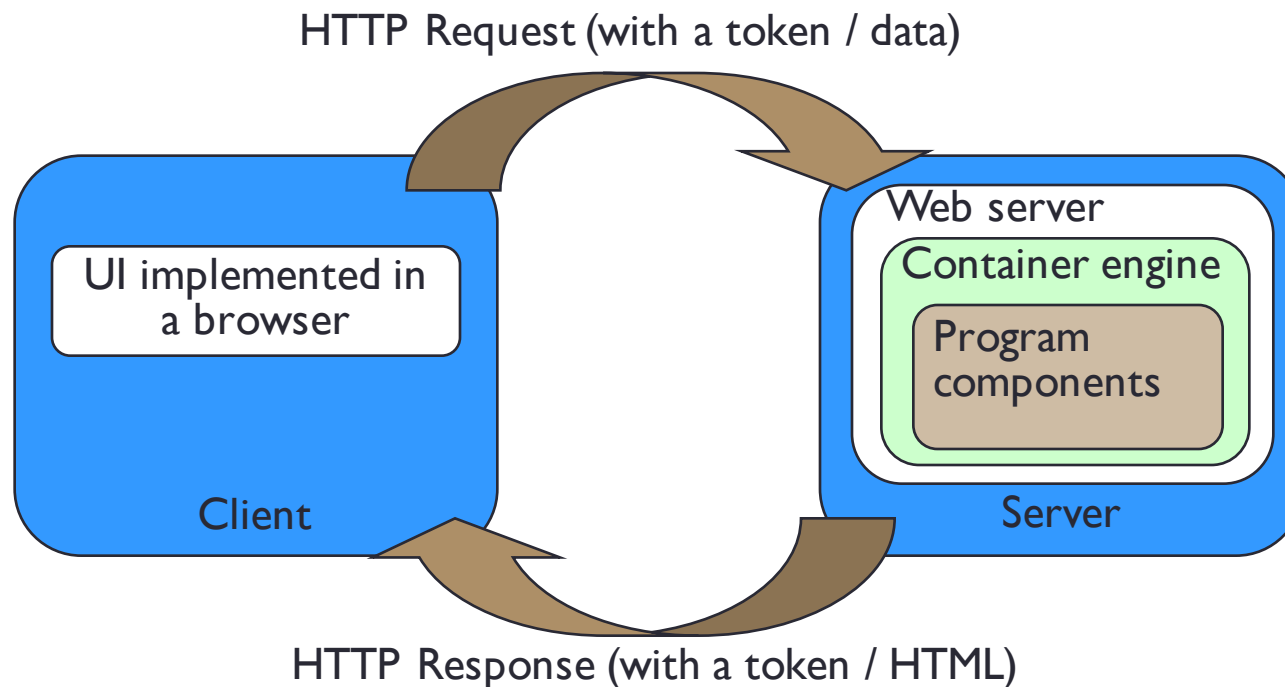 HTTP Request (with a token / data)
UI implemented in
a browser
Client
Web server
Container engine
Program
components
Server
HTTP Response (with a token / HTML)